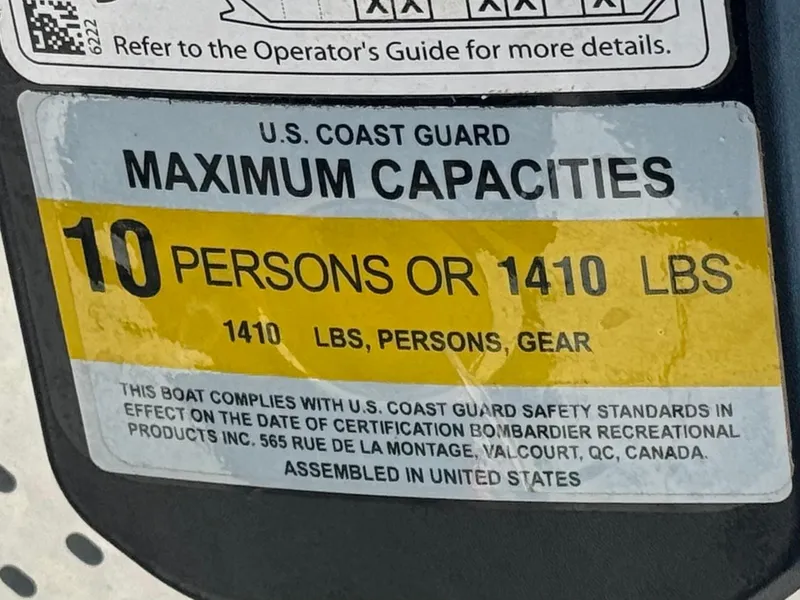 6222
Refer to the Operator's Guide for more details.
U.S. COAST GUARD
MAXIMUM CAPACITIES
10 PERSONS OR 1410 LBS
1410 LBS, PERSONS, GEAR
THIS BOAT COMPLIES WITH U.S. COAST GUARD SAFETY STANDARDS IN
EFFECT ON THE DATE OF CERTIFICATION BOMBARDIER RECREATIONAL
PRODUCTS INC. 565 RUE DE LA MONTAGE, VALCOURT, QC, CANADA.
ASSEMBLED IN UNITED STATES